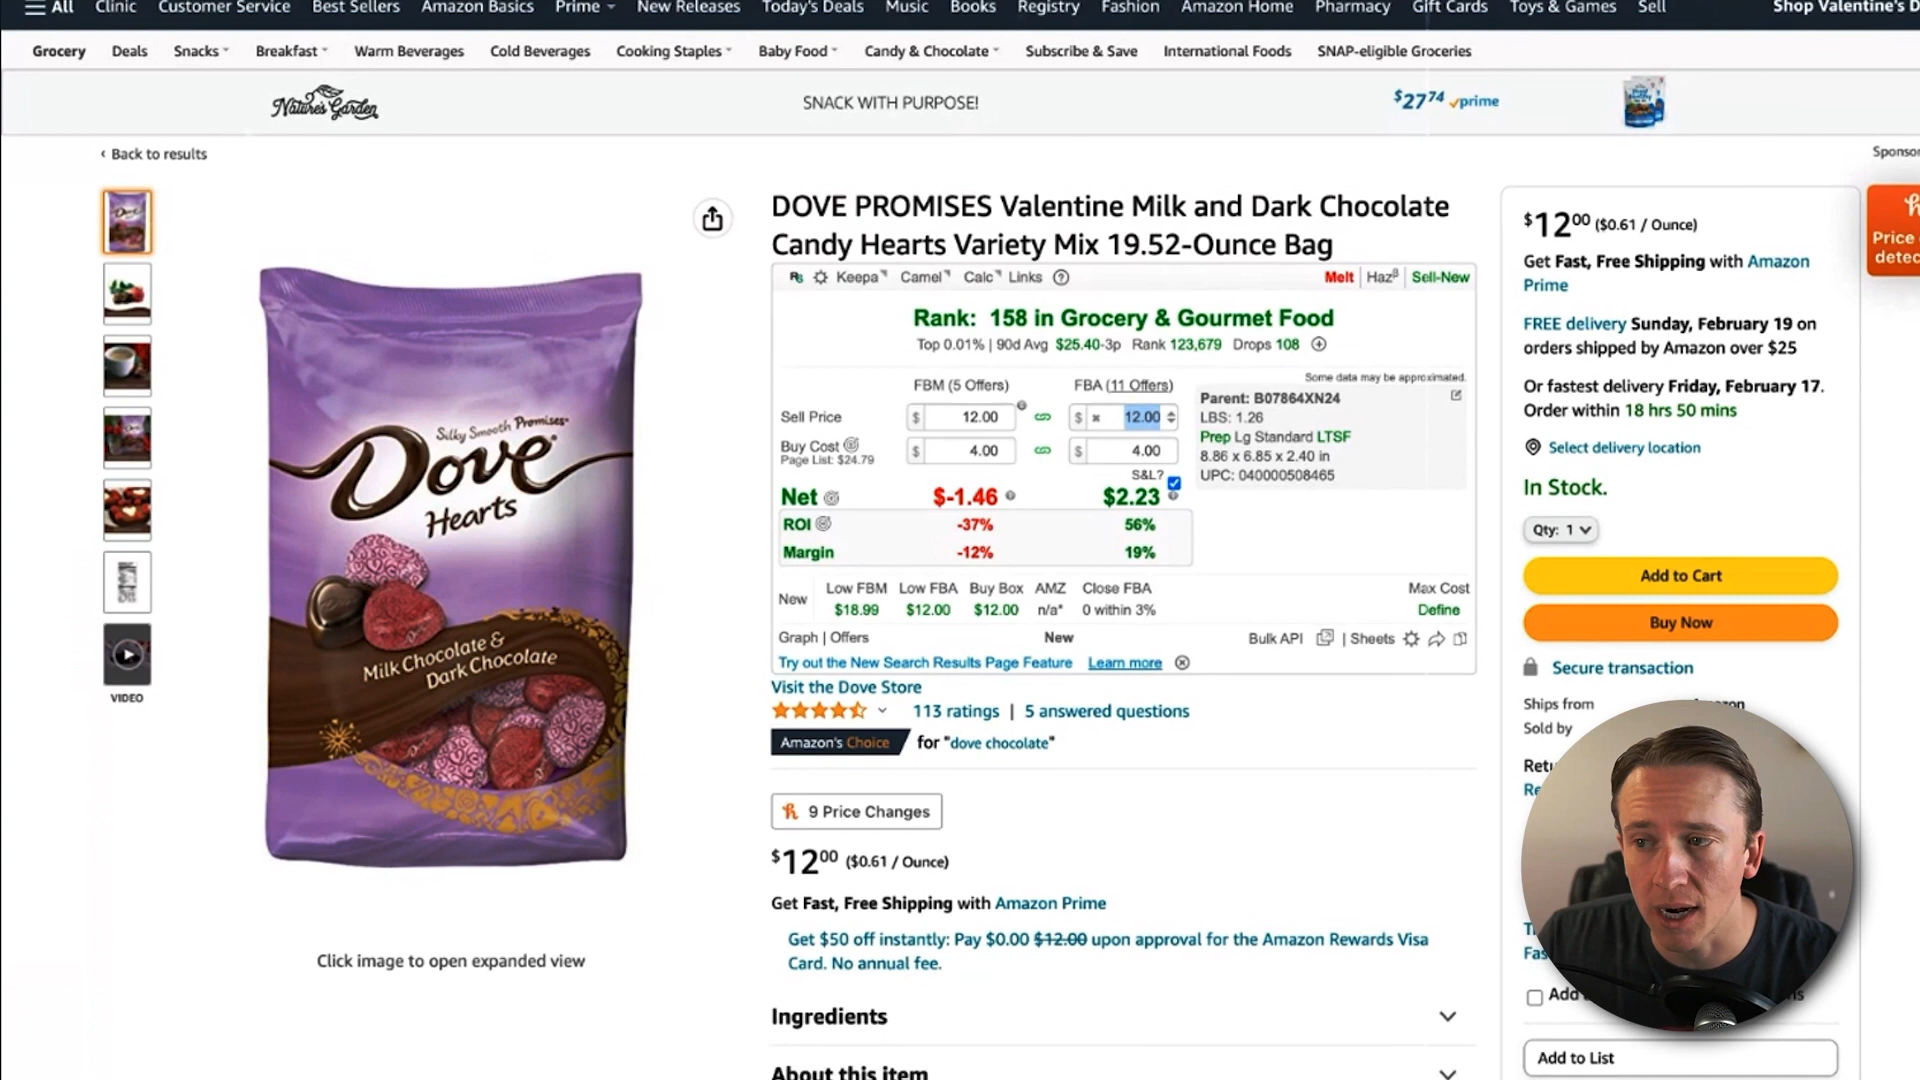 All Clinic Customer Service Best Sellers Amazon Basics Prime New Releases Today's Deals Music Books Registry Fashion Amazon Home Pharmacy Gift Cards Toys & Games Sell Shop Valentine's D
Grocery Deals Snacks Breakfast Warm Beverages Cold Beverages Cooking Staples Baby Food Candy & Chocolate Subscribe & Save International Foods SNAP-eligible Groceries
Nature's Garden SNACK WITH PURPOSE! $27 74 prime
‹ Back to results
Sponsor
DOVE PROMISES Valentine Milk and Dark Chocolate
Candy Hearts Variety Mix 19.52-Ounce Bag
Keepa Camel Calc Links ? Melt Haz β Sell-New
Rank: 158 in Grocery & Gourmet Food
Top 0.01% | 90d Avg $25.40-3p Rank 123,679 Drops 108
Some data may be approximated.
FBM (5 Offers) FBA (11 Offers)
Sell Price $ 12.00 $ × 12.00
Buy Cost $ 4.00 $ 4.00
Page List: $24.79
S&L?
Net $-1.46 $2.23
ROI -37% 56%
Margin -12% 19%
Parent: B07864XN24
LBS: 1.26
Prep Lg Standard LTSF
8.86 x 6.85 x 2.40 in
UPC: 040000508465
Low FBM Low FBA Buy Box AMZ Close FBA Max Cost
New $18.99 $12.00 $12.00 n/a* 0 within 3% Define
Graph | Offers New Bulk API | Sheets
Try out the New Search Results Page Feature Learn more
Visit the Dove Store
113 ratings | 5 answered questions
Amazon's Choice for "dove chocolate"
9 Price Changes
$12 00 ($0.61 / Ounce)
Get Fast, Free Shipping with Amazon Prime
Get $50 off instantly: Pay $0.00 $12.00 upon approval for the Amazon Rewards Visa
Card. No annual fee.
Ingredients
About this item
Silky Smooth Promises
Dove
Hearts
Milk Chocolate &
Dark Chocolate
VIDEO
Click image to open expanded view
$12 00 ($0.61 / Ounce)
Get Fast, Free Shipping with Amazon
Prime
FREE delivery Sunday, February 19 on
orders shipped by Amazon over $25
Or fastest delivery Friday, February 17.
Order within 18 hrs 50 mins
Select delivery location
In Stock.
Qty: 1
Add to Cart
Buy Now
Secure transaction
Ships from
Sold by
Add
Add to List
Price
detec